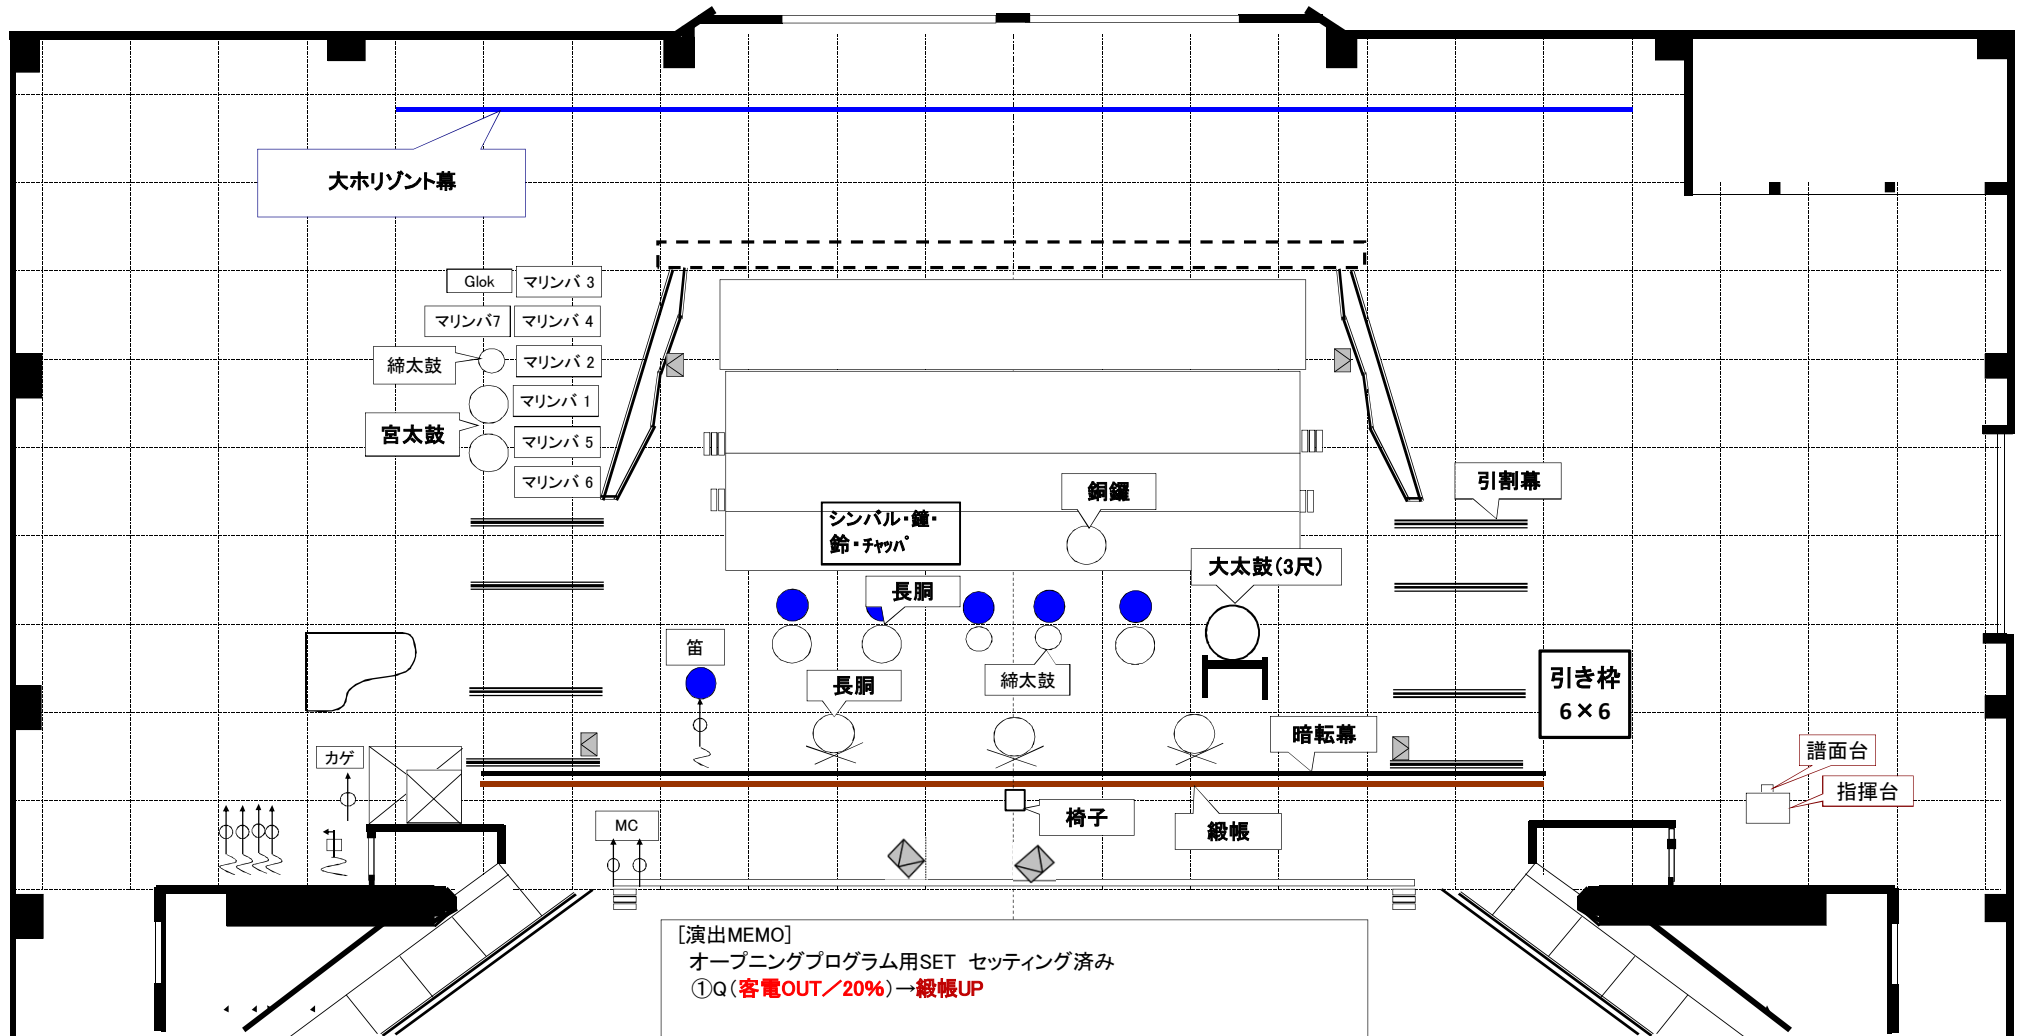 大ホリゾント幕
Glok
マリンバ 3
マリンバ7
マリンバ 4
締太鼓
マリンバ 2
マリンバ 1
宮太鼓
マリンバ 5
マリンバ 6
銅鑼
引割幕
シンバル・鐘・
鈴・チャッパ゚
大太鼓(3尺)
長胴
笛
長胴
締太鼓
引き枠
6×6
暗転幕
カゲ
譜面台
指揮台
椅子
MC
緞帳
[演出MEMO]
オープニングプログラム用SET セッティング済み
①Q(客電OUT／20%)→緞帳UP